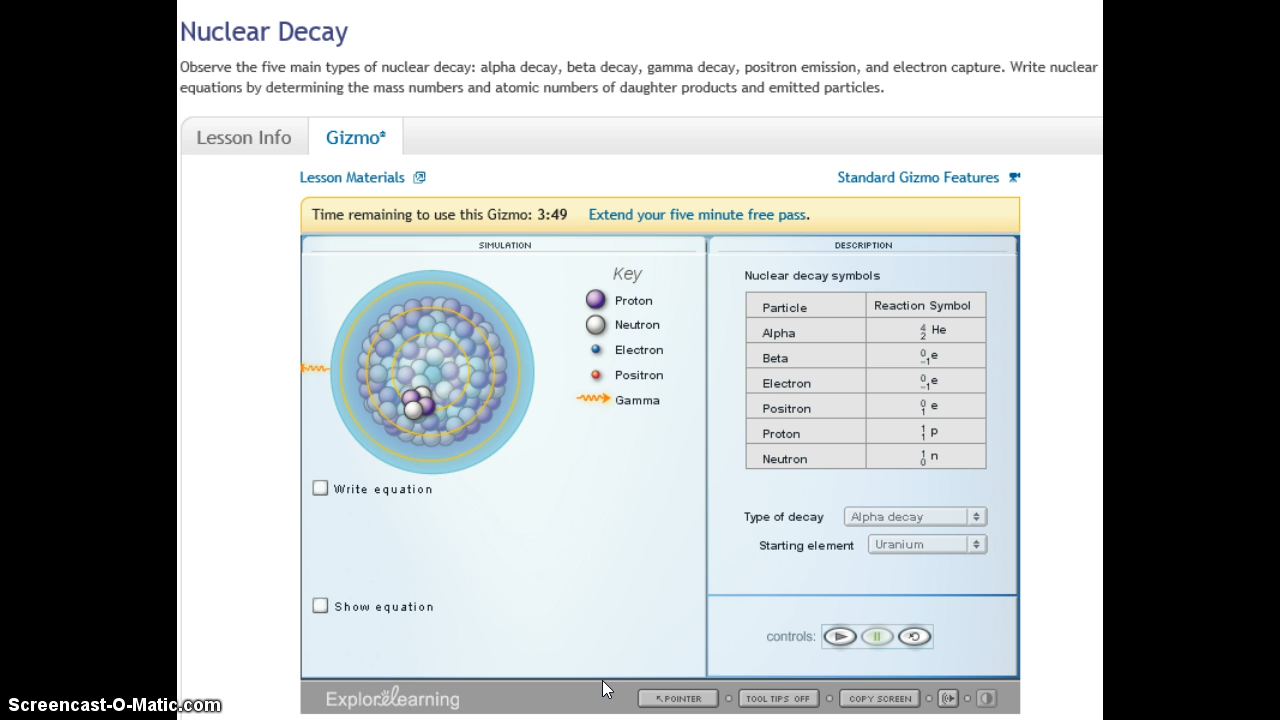 Nuclear Decay
Observe the five main types of nuclear decay: alpha decay, beta decay, gamma decay, positron emission, and electron capture. Write nuclear
equations by determining the mass numbers and atomic numbers of daughter products and emitted particles.
Lesson Info
Gizmo±
Lesson Materials
Standard Gizmo Features
Time remaining to use this Gizmo: 3:49 Extend your five minute free pass.
SIMULATION
Key
Proton
Neutron
Electron
Positron
Gamma
Write equation
Show equation
DESCRIPTION
Nuclear decay symbols
Particle Reaction Symbol
Alpha 4 2 He
Beta 0 -1 e
Electron 0 -1 e
Positron 0 1 e
Proton 1 1 p
Neutron 1 0 n
Type of decay Alpha decay
Starting element Uranium
controls:
ExploreLearning
POINTER
TOOL TIPS OFF
COPY SCREEN
Screencast-O-Matic.com